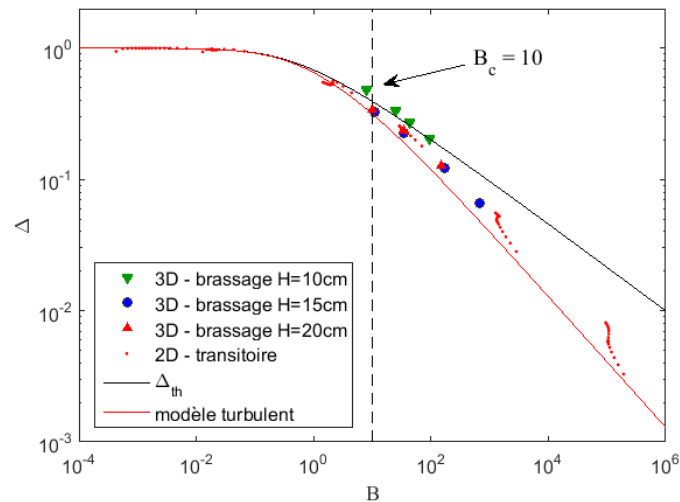 10^0
10^-1
10^-2
10^-3
Δ
B_c = 10
3D - brassage H=10cm
3D - brassage H=15cm
3D - brassage H=20cm
2D - transitoire
Δ_th
modèle turbulent
10^-4
10^-2
10^0
10^2
10^4
10^6
B